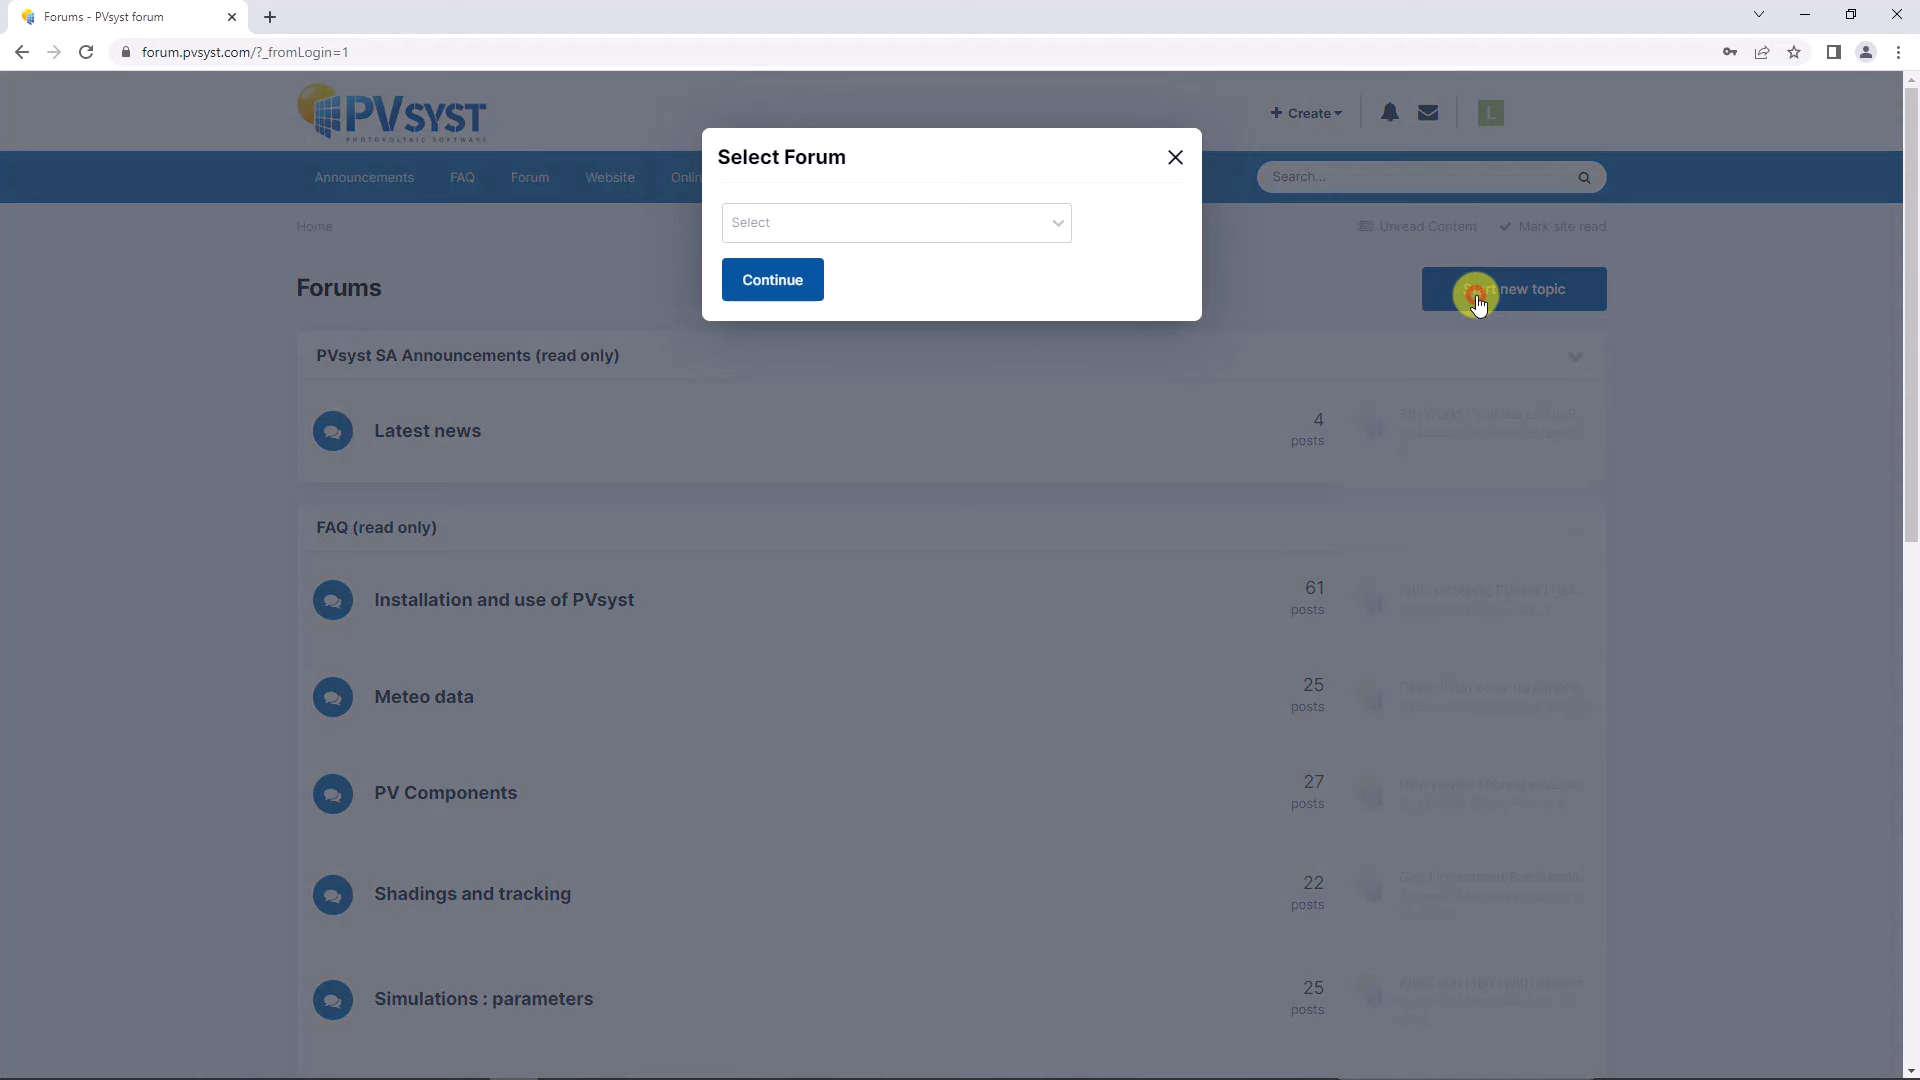 Forums - PVsyst forum
forum.pvsyst.com/?_fromLogin=1
PVsyst
PHOTOVOLTAIC SOFTWARE
+ Create
L
Select Forum
Announcements FAQ Forum Website Onlin
Search...
Select
Home
Unread Content
Mark site read
Continue
Forums
new topic
PVsyst SA Announcements (read only)
Latest news
4
posts
FAQ (read only)
Installation and use of PVsyst
61
posts
Meteo data
25
posts
PV Components
27
posts
Shadings and tracking
22
posts
Simulations : parameters
25
posts